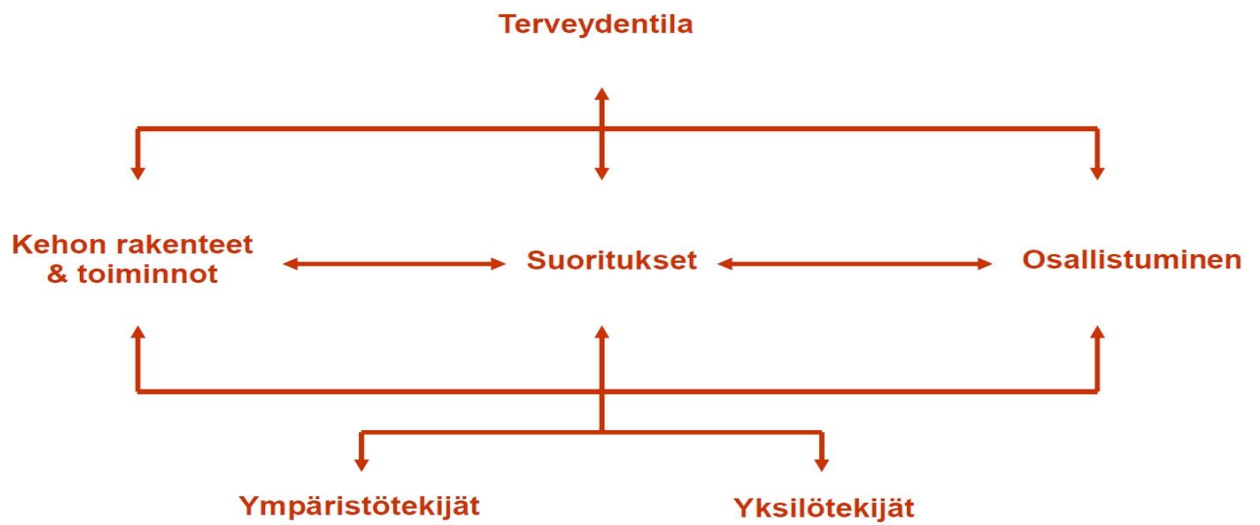 Terveydentila
Kehon rakenteet
& toiminnot
Suoritukset
Osallistuminen
Ympäristötekijät
Yksilötekijät